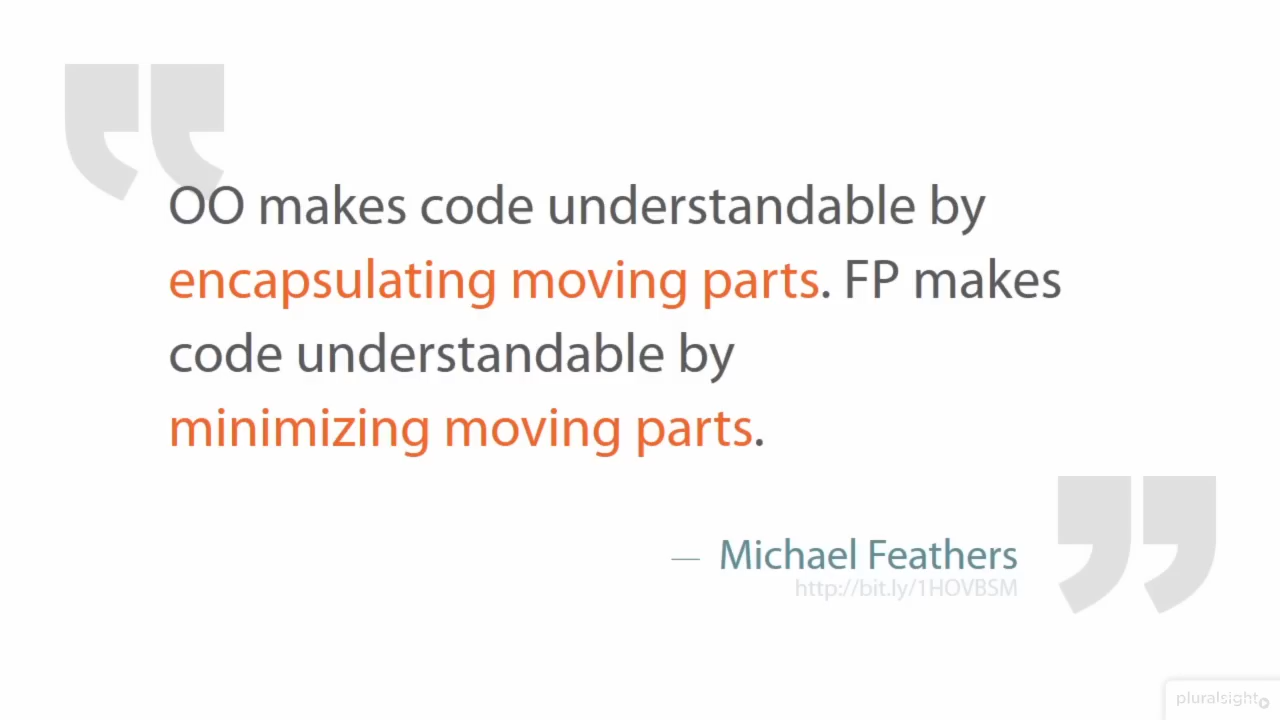 OO makes code understandable by
encapsulating moving parts. FP makes
code understandable by
minimizing moving parts.
— Michael Feathers
http://bit.ly/1HOVBSM
pluralsight